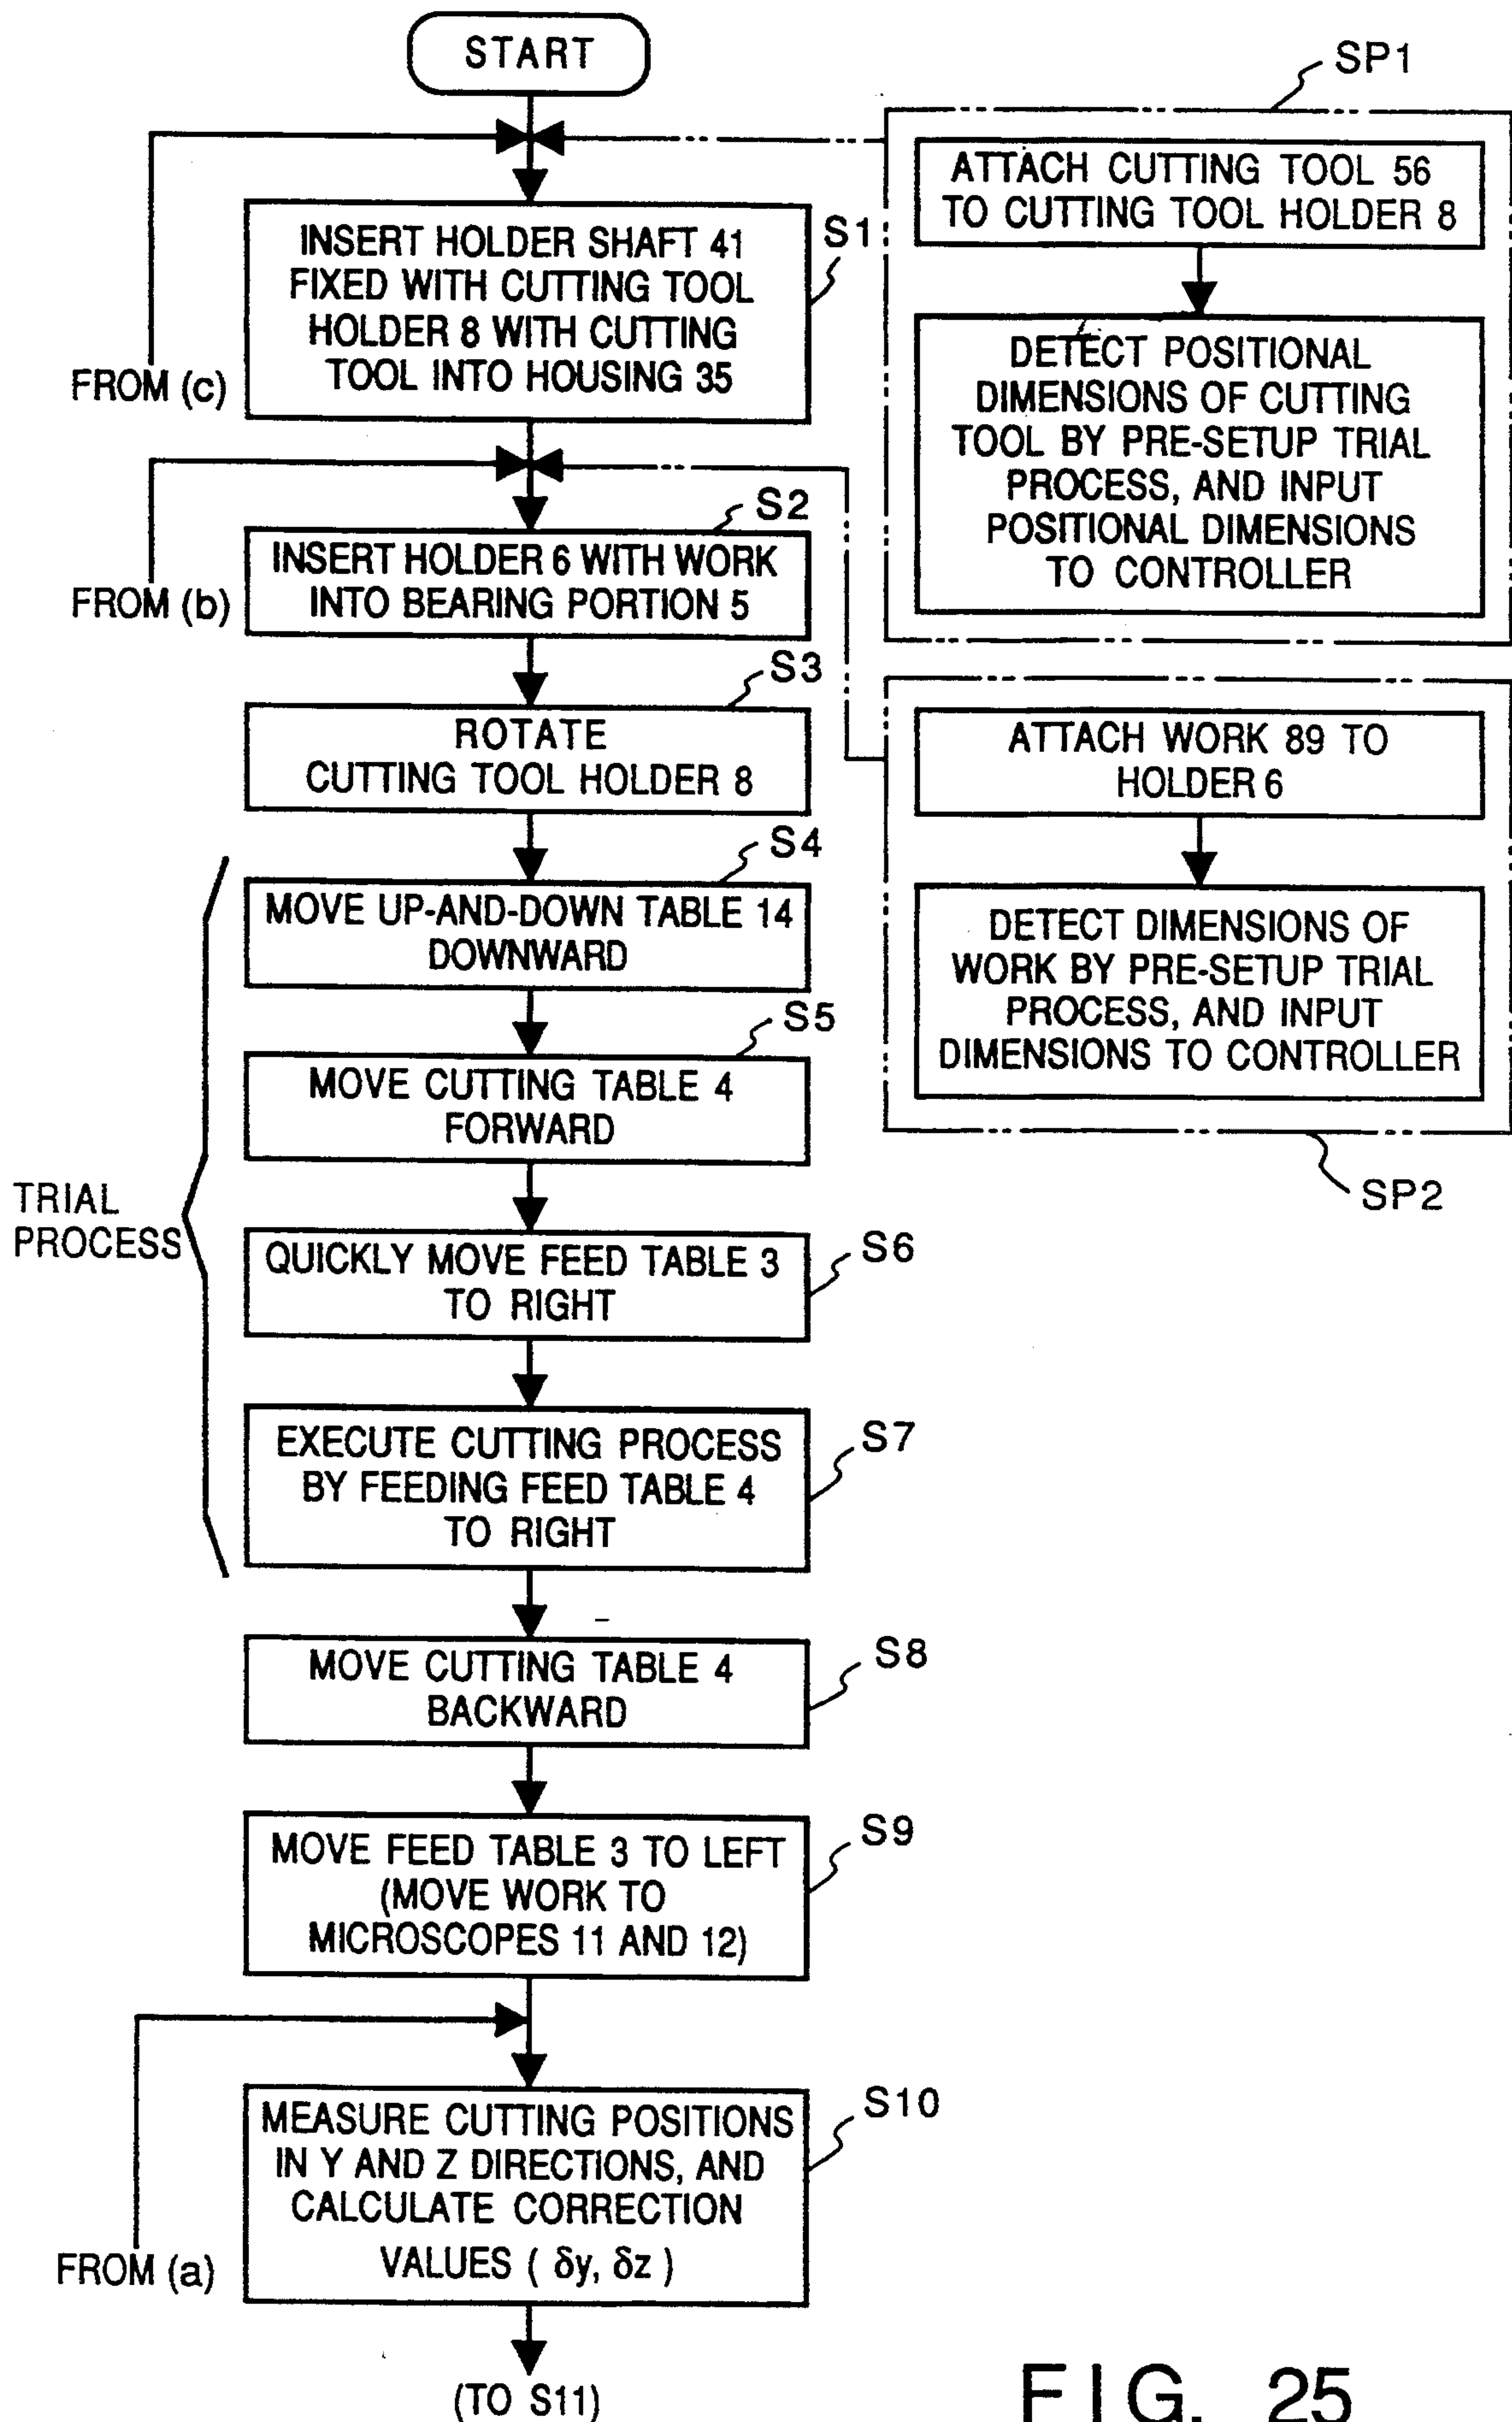 START
SP1
ATTACH CUTTING TOOL 56
TO CUTTING TOOL HOLDER 8
DETECT POSITIONAL
DIMENSIONS OF CUTTING
TOOL BY PRE-SETUP TRIAL
PROCESS, AND INPUT
POSITIONAL DIMENSIONS
TO CONTROLLER
S1
INSERT HOLDER SHAFT 41
FIXED WITH CUTTING TOOL
HOLDER 8 WITH CUTTING
TOOL INTO HOUSING 35
FROM (c)
S2
INSERT HOLDER 6 WITH WORK
INTO BEARING PORTION 5
FROM (b)
S3
ROTATE
CUTTING TOOL HOLDER 8
ATTACH WORK 89 TO
HOLDER 6
DETECT DIMENSIONS OF
WORK BY PRE-SETUP TRIAL
PROCESS, AND INPUT
DIMENSIONS TO CONTROLLER
SP2
S4
MOVE UP-AND-DOWN TABLE 14
DOWNWARD
S5
MOVE CUTTING TABLE 4
FORWARD
TRIAL
PROCESS
S6
QUICKLY MOVE FEED TABLE 3
TO RIGHT
S7
EXECUTE CUTTING PROCESS
BY FEEDING FEED TABLE 4
TO RIGHT
S8
MOVE CUTTING TABLE 4
BACKWARD
S9
MOVE FEED TABLE 3 TO LEFT
(MOVE WORK TO
MICROSCOPES 11 AND 12)
S10
MEASURE CUTTING POSITIONS
IN Y AND Z DIRECTIONS, AND
CALCULATE CORRECTION
VALUES ( δy, δz )
FROM (a)
(TO S11)
FIG. 25